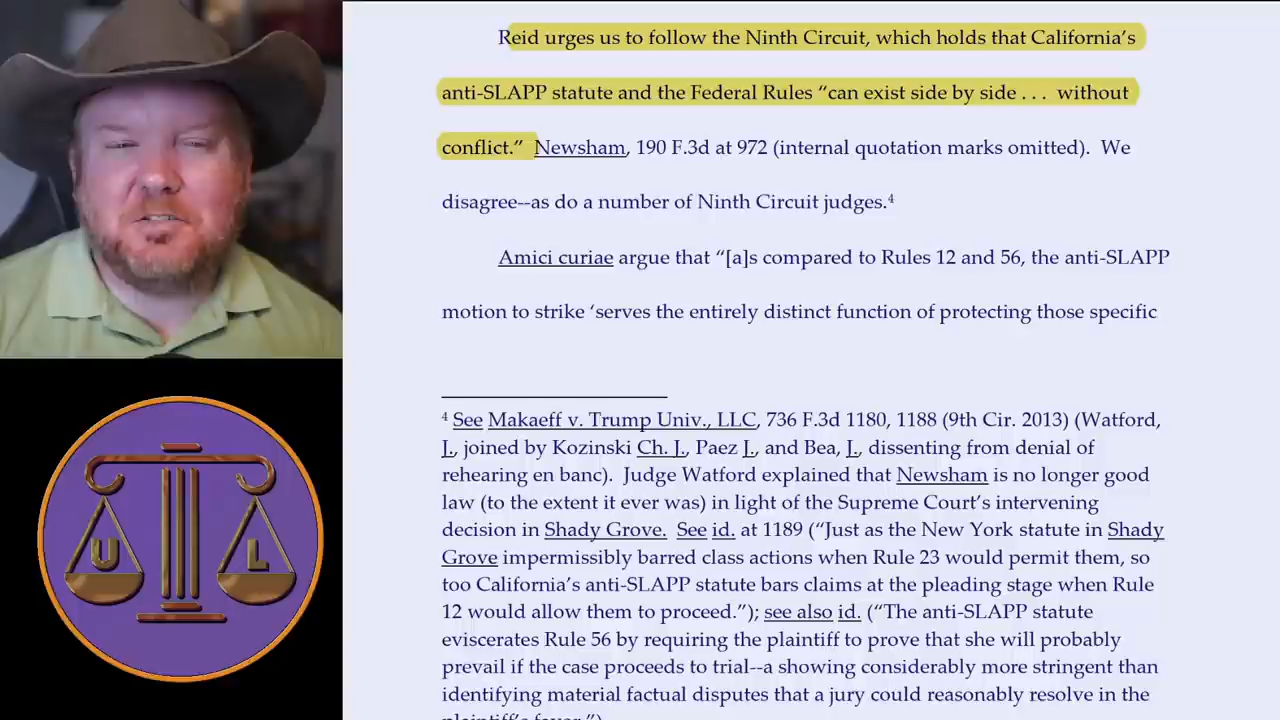 Reid urges us to follow the Ninth Circuit, which holds that California’s
anti-SLAPP statute and the Federal Rules “can exist side by side . . .  without
conflict.”  Newsham, 190 F.3d at 972 (internal quotation marks omitted).  We
disagree--as do a number of Ninth Circuit judges.⁴
Amici curiae argue that “[a]s compared to Rules 12 and 56, the anti-SLAPP
motion to strike ‘serves the entirely distinct function of protecting those specific
⁴ See Makaeff v. Trump Univ., LLC, 736 F.3d 1180, 1188 (9th Cir. 2013) (Watford,
J., joined by Kozinski Ch. J., Paez J., and Bea, J., dissenting from denial of
rehearing en banc).  Judge Watford explained that Newsham is no longer good
law (to the extent it ever was) in light of the Supreme Court’s intervening
decision in Shady Grove.  See id. at 1189 (“Just as the New York statute in Shady
Grove impermissibly barred class actions when Rule 23 would permit them, so
too California’s anti-SLAPP statute bars claims at the pleading stage when Rule
12 would allow them to proceed.”); see also id. (“The anti-SLAPP statute
eviscerates Rule 56 by requiring the plaintiff to prove that she will probably
prevail if the case proceeds to trial--a showing considerably more stringent than
identifying material factual disputes that a jury could reasonably resolve in the
plaintiff’s favor.”)
U L